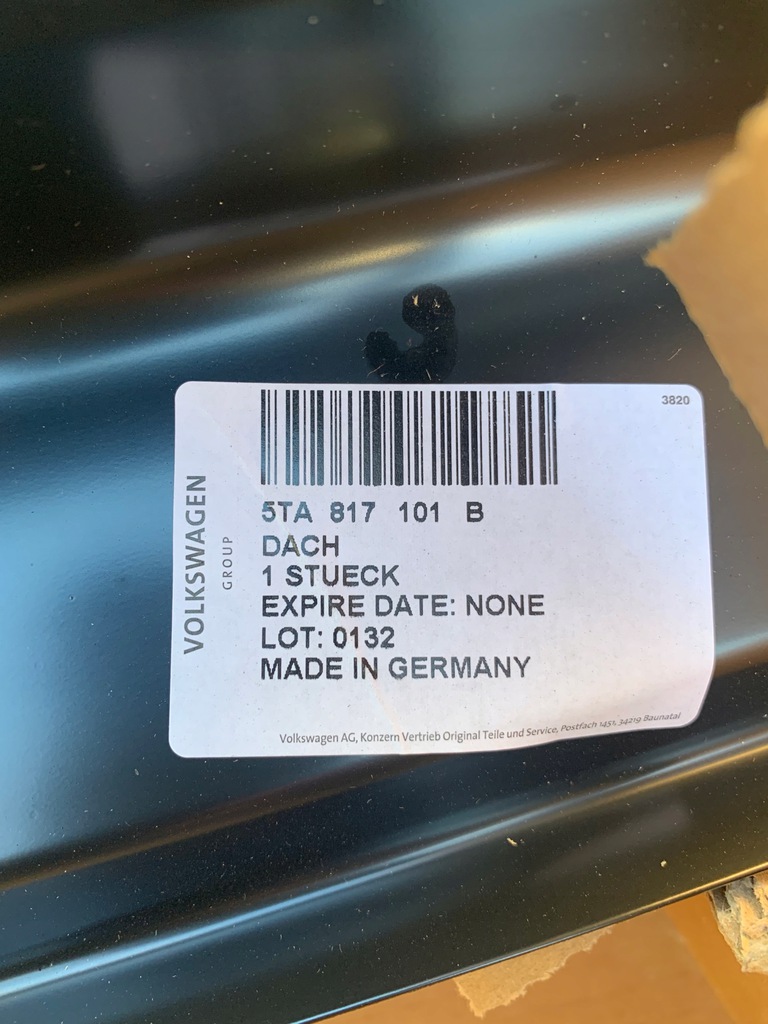 3820
5TA 817 101 B
DACH
1 STUECK
EXPIRE DATE: NONE
LOT: 0132
MADE IN GERMANY
VOLKSWAGEN
GROUP
Volkswagen AG, Konzern Vertrieb Original Teile und Service, Postfach 1451, 34219 Baunatal